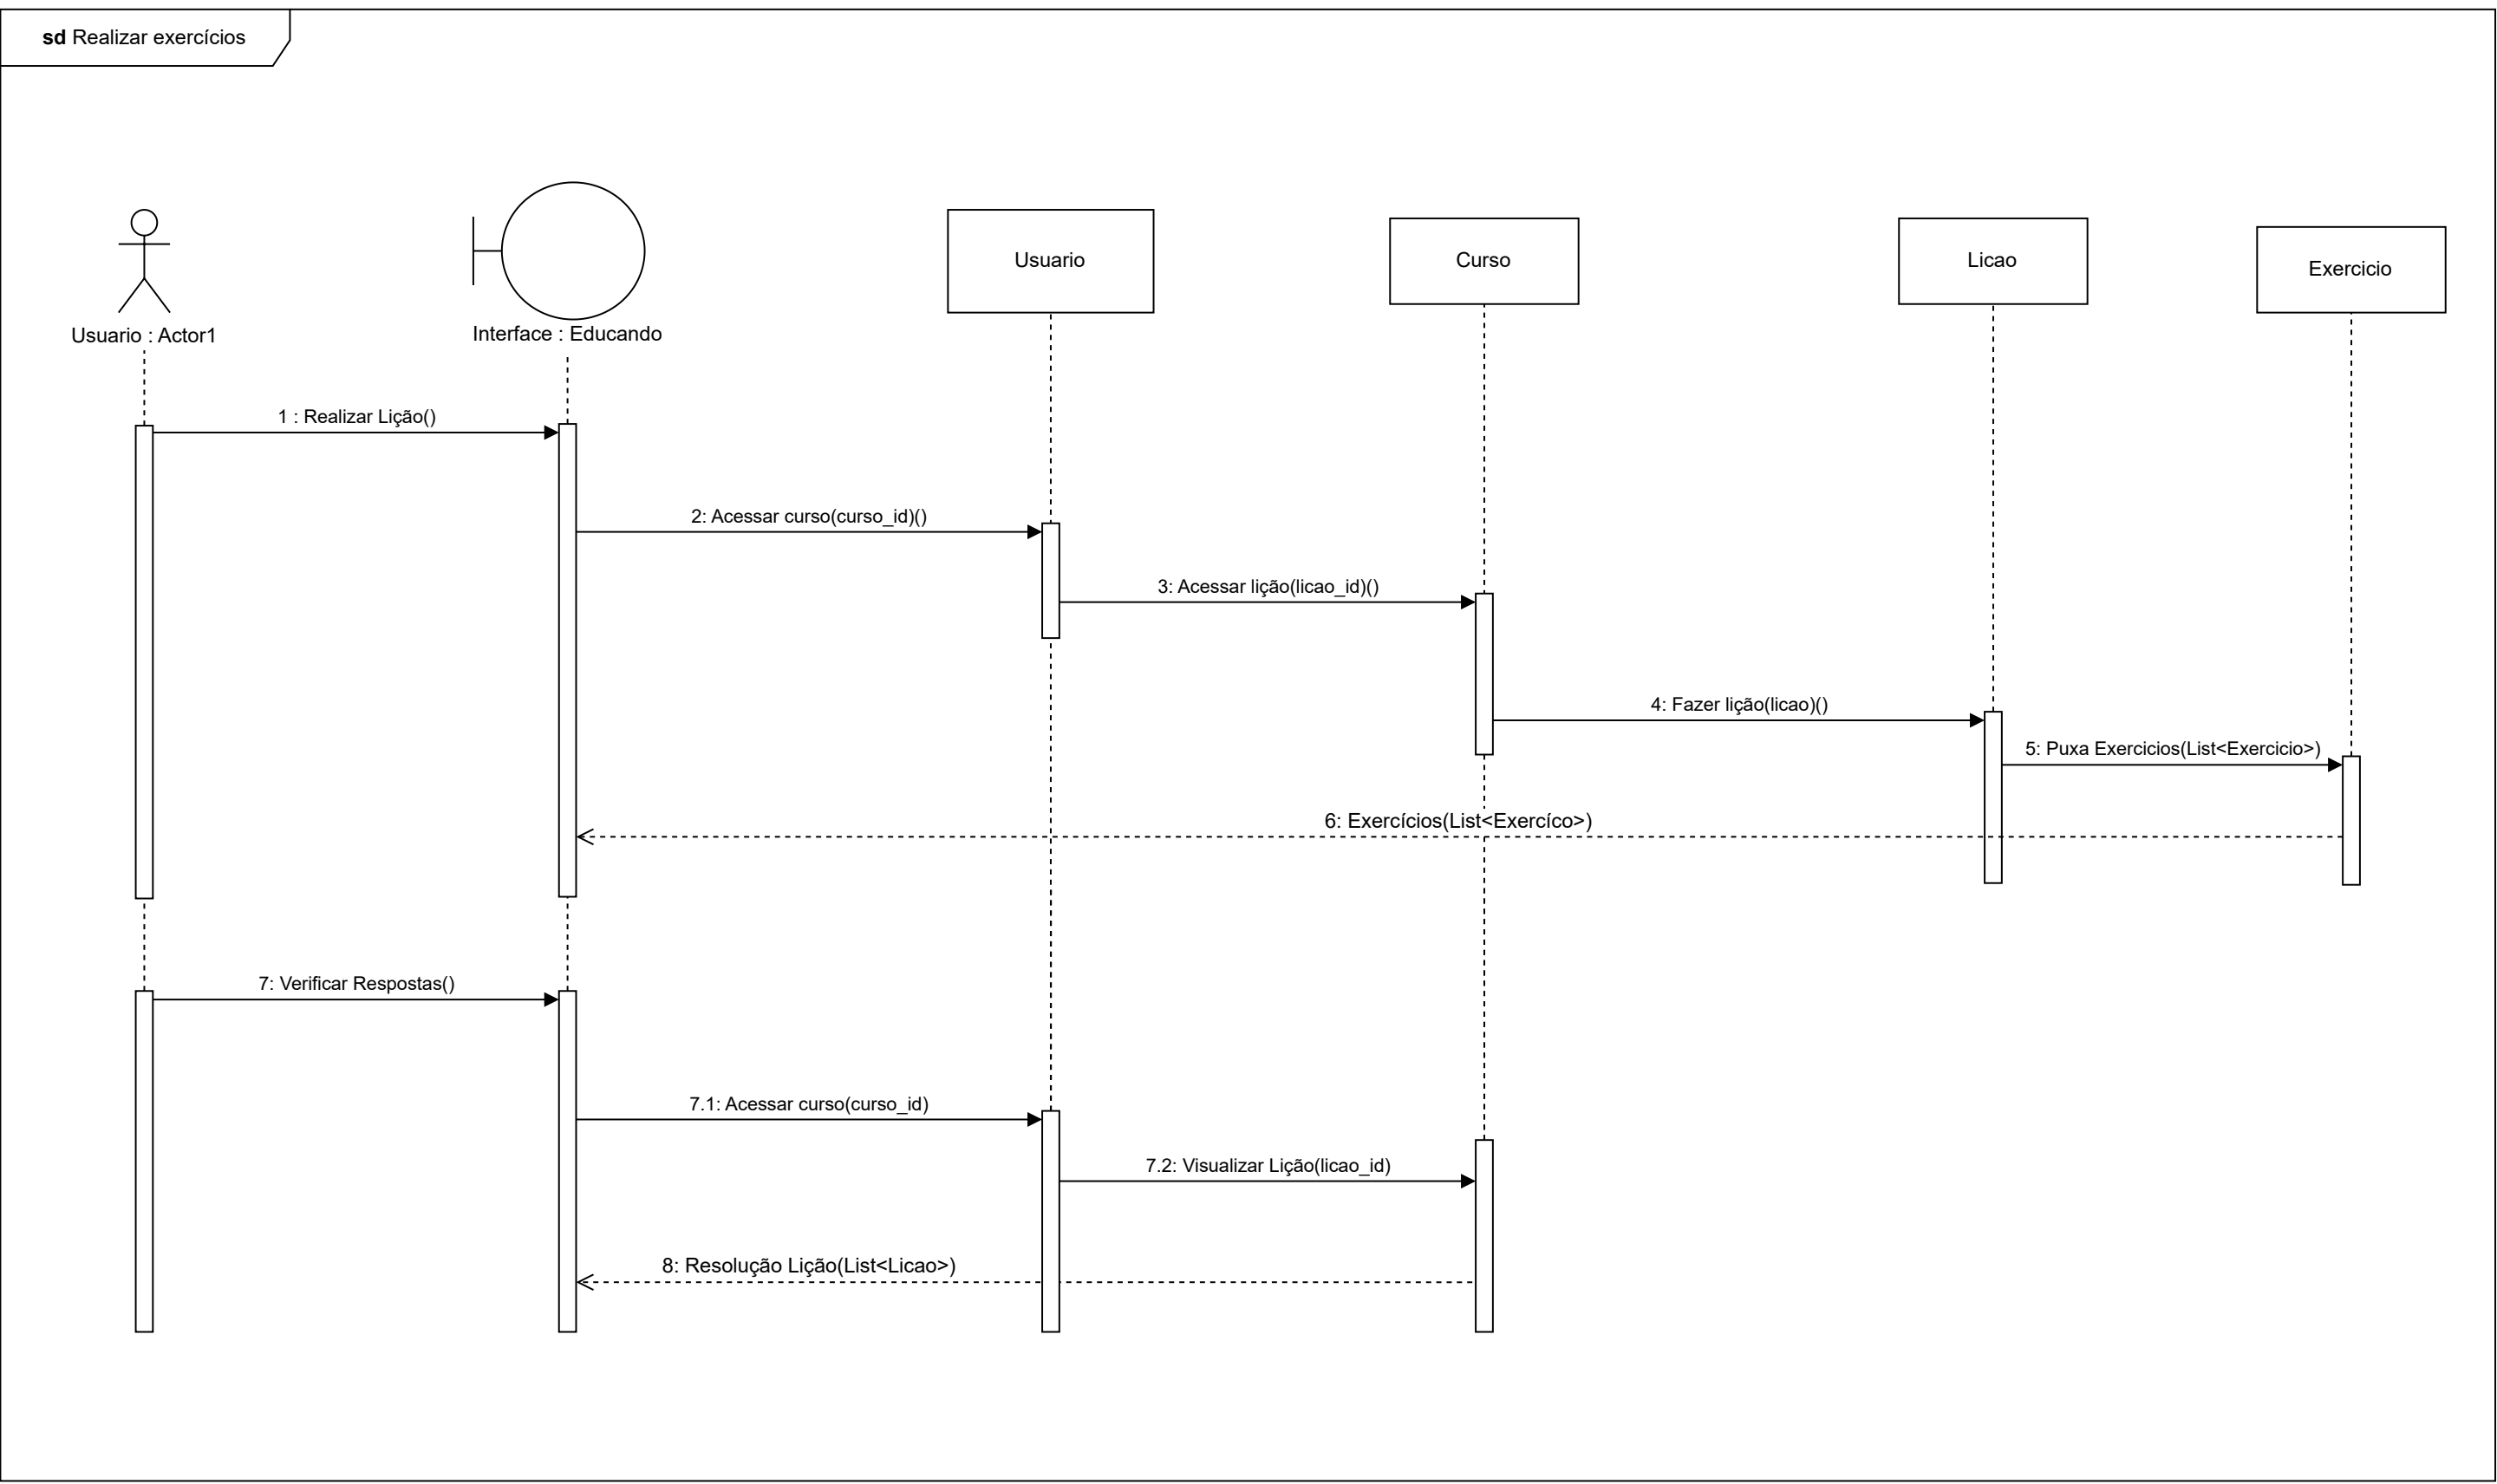 sd Realizar exercícios
Usuario : Actor1
Interface : Educando
Usuario
Curso
Licao
Exercicio
1 : Realizar Lição()
2: Acessar curso(curso_id)()
3: Acessar lição(licao_id)()
4: Fazer lição(licao)()
5: Puxa Exercicios(List<Exercicio>)
6: Exercícios(List<Exercíco>)
7: Verificar Respostas()
7.1: Acessar curso(curso_id)
7.2: Visualizar Lição(licao_id)
8: Resolução Lição(List<Licao>)